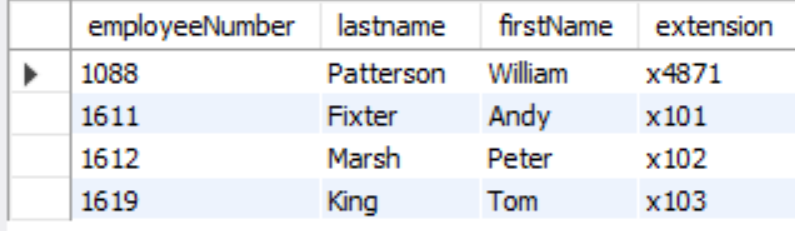 employeeNumber lastname firstName extension
1088 Patterson William x4871
1611 Fixter Andy x101
1612 Marsh Peter x102
1619 King Tom x103